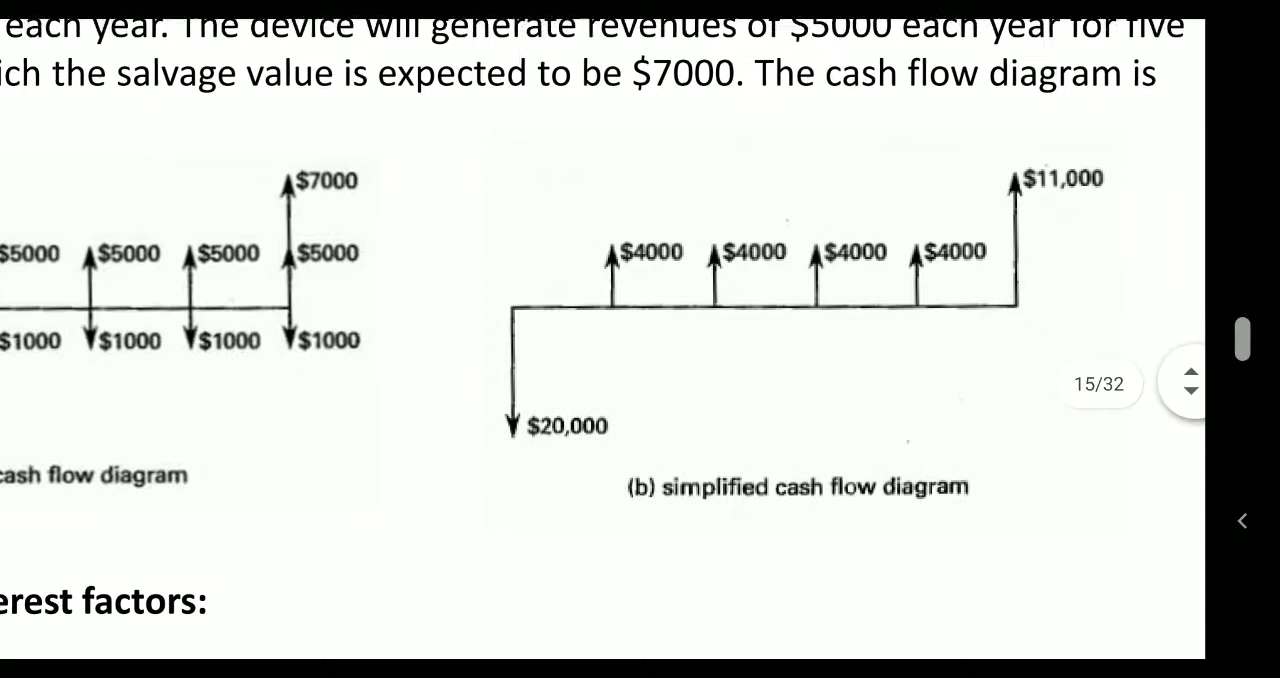 each year. The device will generate revenues of $5000 each year for five
ich the salvage value is expected to be $7000. The cash flow diagram is
$7000
$11,000
$5000 $5000 $5000 $5000
$4000 $4000 $4000 $4000
$1000 $1000 $1000 $1000
15/32
$20,000
cash flow diagram
(b) simplified cash flow diagram
erest factors: